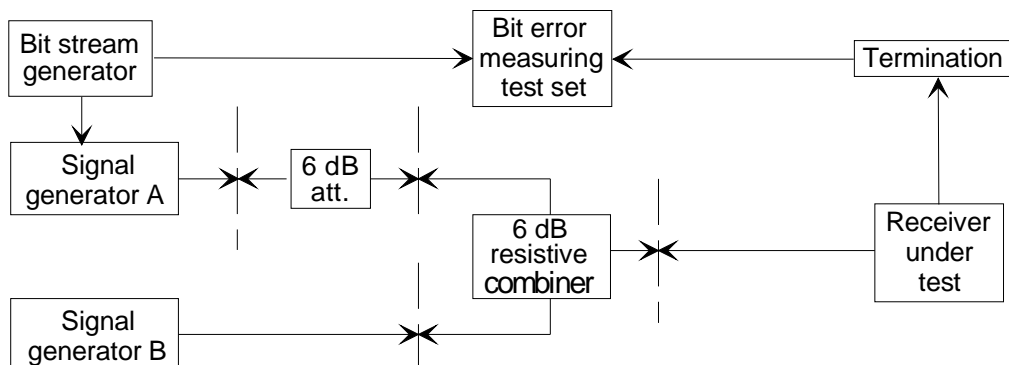 Bit stream
generator
Bit error
measuring
test set
Termination
Signal
generator A
6 dB
att.
6 dB
resistive
combiner
Receiver
under
test
Signal
generator B